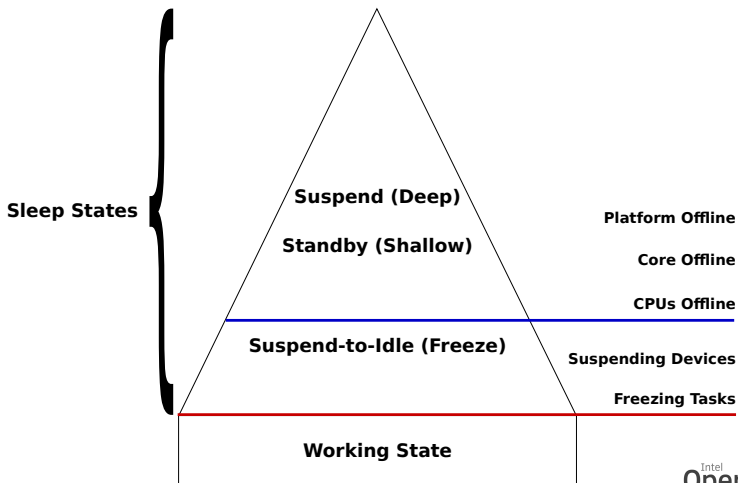 Suspend (Deep)
Sleep States
Platform Offline
Standby (Shallow)
Core Offline
CPUs Offline
Suspend-to-Idle (Freeze)
Suspending Devices
Freezing Tasks
Working State
Intel